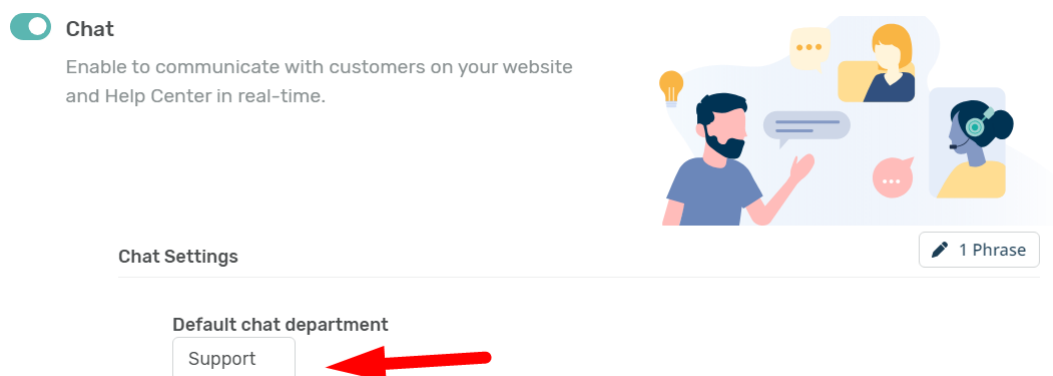 Chat
Enable to communicate with customers on your website
and Help Center in real-time.
Chat Settings
1 Phrase
Default chat department
Support